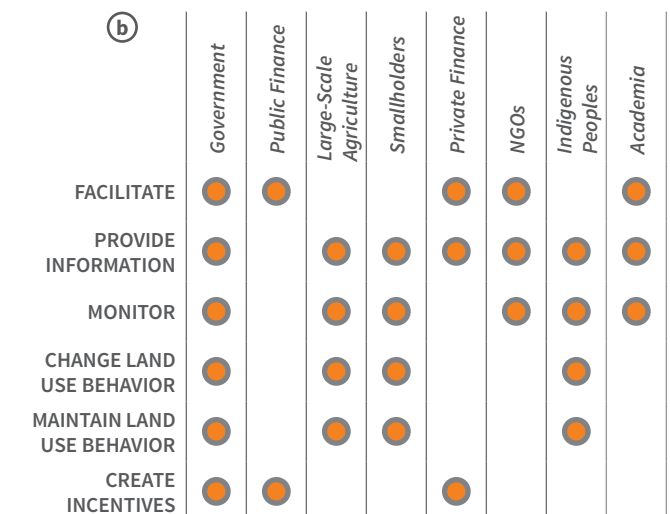 b
Government
Public Finance
Large-Scale
Agriculture
Smallholders
Private Finance
NGOs
Indigenous
Peoples
Academia
FACILITATE
PROVIDE
INFORMATION
MONITOR
CHANGE LAND
USE BEHAVIOR
MAINTAIN LAND
USE BEHAVIOR
CREATE
INCENTIVES